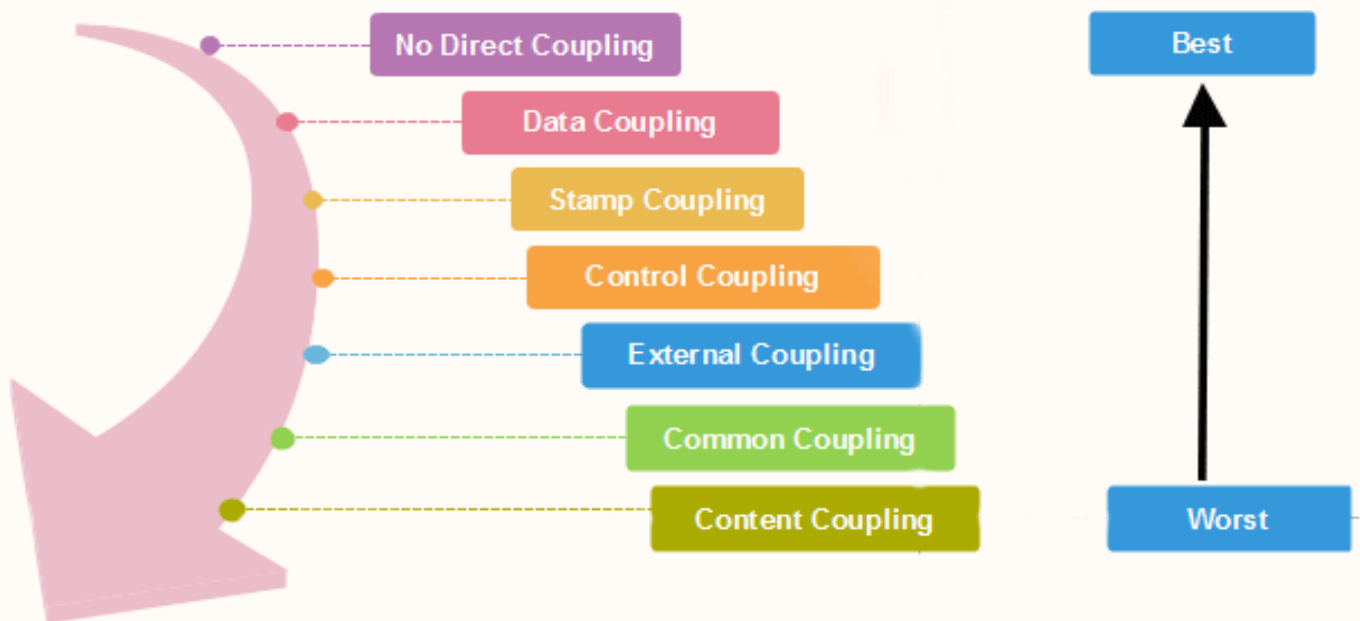 No Direct Coupling
Best
Data Coupling
Stamp Coupling
Control Coupling
External Coupling
Common Coupling
Content Coupling
Worst